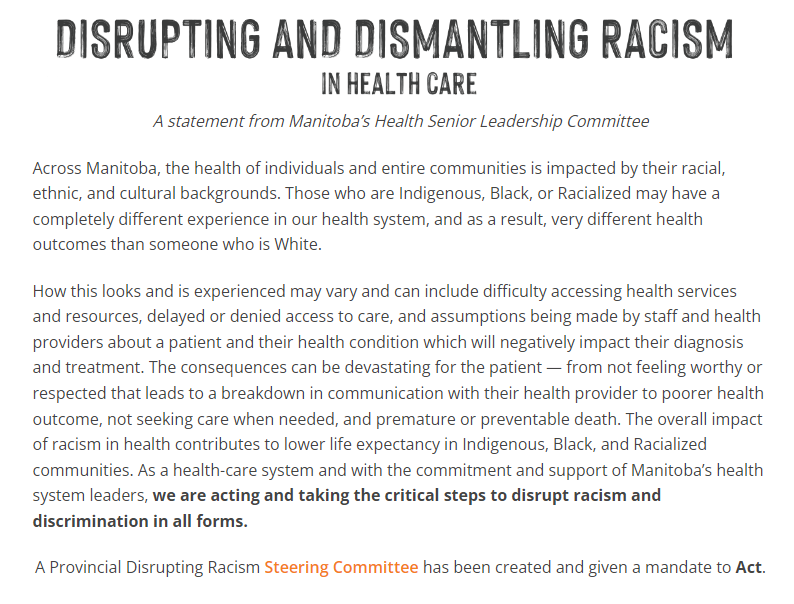 DISRUPTING AND DISMANTLING RACISM
IN HEALTH CARE
A statement from Manitoba's Health Senior Leadership Committee
Across Manitoba, the health of individuals and entire communities is impacted by their racial,
ethnic, and cultural backgrounds. Those who are Indigenous, Black, or Racialized may have a
completely different experience in our health system, and as a result, very different health
outcomes than someone who is White.
How this looks and is experienced may vary and can include difficulty accessing health services
and resources, delayed or denied access to care, and assumptions being made by staff and health
providers about a patient and their health condition which will negatively impact their diagnosis
and treatment. The consequences can be devastating for the patient — from not feeling worthy or
respected that leads to a breakdown in communication with their health provider to poorer health
outcome, not seeking care when needed, and premature or preventable death. The overall impact
of racism in health contributes to lower life expectancy in Indigenous, Black, and Racialized
communities. As a health-care system and with the commitment and support of Manitoba's health
system leaders, we are acting and taking the critical steps to disrupt racism and
discrimination in all forms.
A Provincial Disrupting Racism Steering Committee has been created and given a mandate to Act.